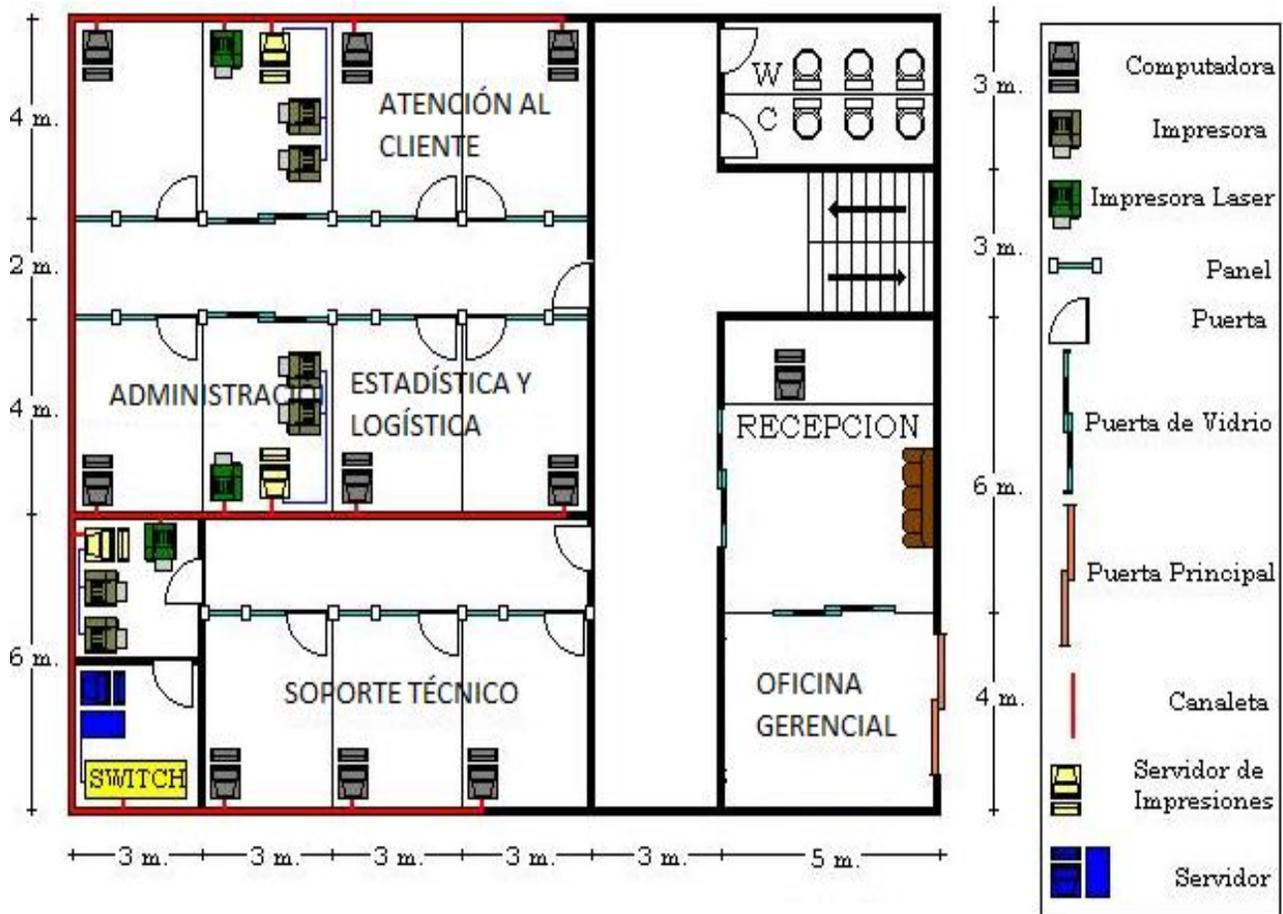 4 m.
2 m.
4 m.
6 m.
ATENCIÓN AL
CLIENTE
W
C
ESTADÍSTICA Y
LOGÍSTICA
RECEPCION
SOPORTE TÉCNICO
OFICINA
GERENCIAL
SWITCH
3 m.
3 m.
6 m.
4 m.
3 m.
3 m.
3 m.
3 m.
3 m.
5 m.
Computadora
Impresora
Impresora Laser
Panel
Puerta
Puerta de Vidrio
Puerta Principal
Canaleta
Servidor de
Impresiones
Servidor